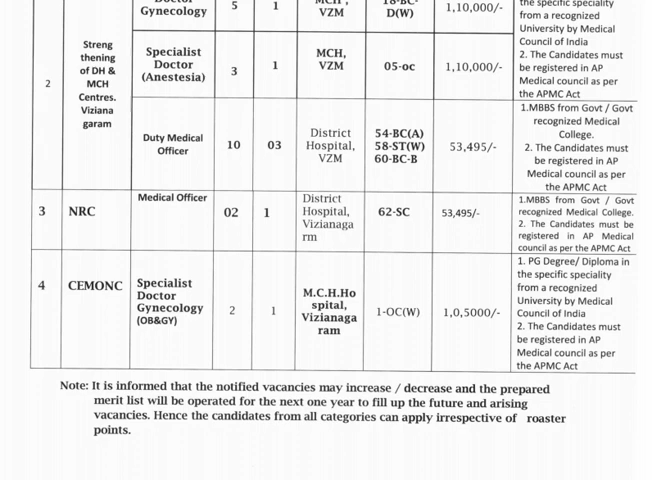 Doctor
Gynecology
5
1
MCH ,
VZM
18-BC-
D(W)
1,10,000/-
the specific speciality
from a recognized
University by Medical
Council of India
2. The Candidates must
be registered in AP
Medical council as per
the APMC Act
2
Streng
thening
of DH &
MCH
Centres.
Viziana
garam
Specialist
Doctor
(Anestesia)
3
1
MCH,
VZM
05-oc
1,10,000/-
Duty Medical
Officer
10
03
District
Hospital,
VZM
54-BC(A)
58-ST(W)
60-BC-B
53,495/-
1.MBBS from Govt / Govt
recognized Medical
College.
2. The Candidates must
be registered in AP
Medical council as per
the APMC Act
3
NRC
Medical Officer
02
1
District
Hospital,
Vizianaga
rm
62-SC
53,495/-
1.MBBS from Govt / Govt
recognized Medical College.
2. The Candidates must be
registered in AP Medical
council as per the APMC Act
4
CEMONC
Specialist
Doctor
Gynecology
(OB&GY)
2
1
M.C.H.Ho
spital,
Vizianaga
ram
1-OC(W)
1,0,5000/-
1. PG Degree/ Diploma in
the specific speciality
from a recognized
University by Medical
Council of India
2. The Candidates must
be registered in AP
Medical council as per
the APMC Act
Note: It is informed that the notified vacancies may increase / decrease and the prepared
merit list will be operated for the next one year to fill up the future and arising
vacancies. Hence the candidates from all categories can apply irrespective of roaster
points.